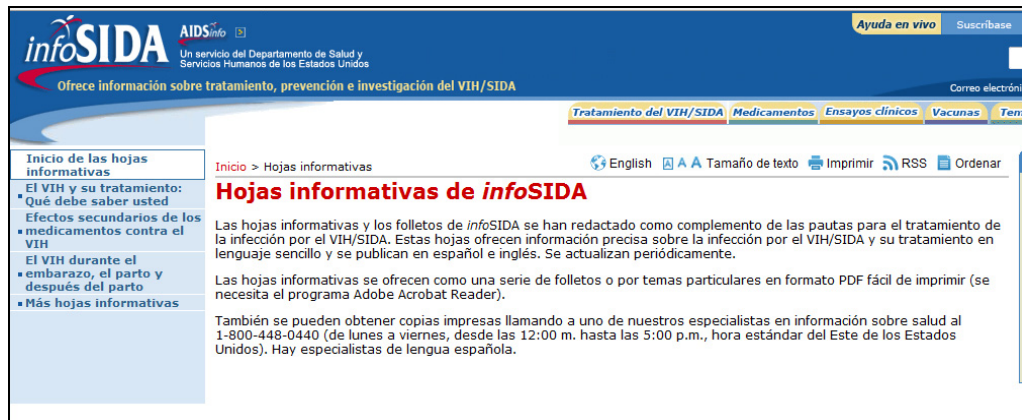 infoSIDA
AIDSinfo
Un servicio del Departamento de Salud y
Servicios Humanos de los Estados Unidos
Ofrece información sobre tratamiento, prevención e investigación del VIH/SIDA
Ayuda en vivo Suscríbase
Correo electróni
Tratamiento del VIH/SIDA Medicamentos Ensayos clínicos Vacunas Tem
Inicio de las hojas
informativas
El VIH y su tratamiento:
Qué debe saber usted
Efectos secundarios de los
medicamentos contra el
VIH
El VIH durante el
embarazo, el parto y
después del parto
Más hojas informativas
Inicio > Hojas informativas
English A A A Tamaño de texto Imprimir RSS Ordenar
Hojas informativas de infoSIDA
Las hojas informativas y los folletos de infoSIDA se han redactado como complemento de las pautas para el tratamiento de
la infección por el VIH/SIDA. Estas hojas ofrecen información precisa sobre la infección por el VIH/SIDA y su tratamiento en
lenguaje sencillo y se publican en español e inglés. Se actualizan periódicamente.
Las hojas informativas se ofrecen como una serie de folletos o por temas particulares en formato PDF fácil de imprimir (se
necesita el programa Adobe Acrobat Reader).
También se pueden obtener copias impresas llamando a uno de nuestros especialistas en información sobre salud al
1-800-448-0440 (de lunes a viernes, desde las 12:00 m. hasta las 5:00 p.m., hora estándar del Este de los Estados
Unidos). Hay especialistas de lengua española.